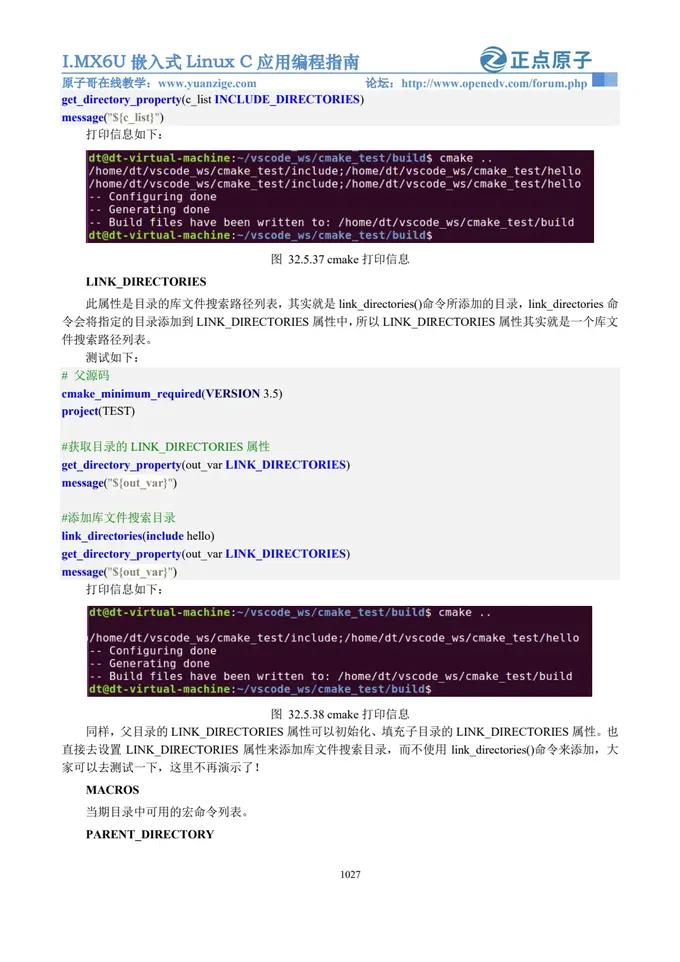 I.MX6U 嵌入式 Linux C 应用编程指南
正点原子
原子哥在线教学：www.yuanzige.com 论坛：http://www.openedv.com/forum.php
get_directory_property(c_list INCLUDE_DIRECTORIES)
message("${c_list}")
打印信息如下：
dt@dt-virtual-machine:~/vscode_ws/cmake_test/build$ cmake ..
/home/dt/vscode_ws/cmake_test/include;/home/dt/vscode_ws/cmake_test/hello
/home/dt/vscode_ws/cmake_test/include;/home/dt/vscode_ws/cmake_test/hello
-- Configuring done
-- Generating done
-- Build files have been written to: /home/dt/vscode_ws/cmake_test/build
dt@dt-virtual-machine:~/vscode_ws/cmake_test/build$
图 32.5.37 cmake 打印信息
LINK_DIRECTORIES
此属性是目录的库文件搜索路径列表，其实就是 link_directories()命令所添加的目录，link_directories 命
令会将指定的目录添加到 LINK_DIRECTORIES 属性中，所以 LINK_DIRECTORIES 属性其实就是一个库文
件搜索路径列表。
测试如下：
# 父源码
cmake_minimum_required(VERSION 3.5)
project(TEST)
#获取目录的 LINK_DIRECTORIES 属性
get_directory_property(out_var LINK_DIRECTORIES)
message("${out_var}")
#添加库文件搜索目录
link_directories(include hello)
get_directory_property(out_var LINK_DIRECTORIES)
message("${out_var}")
打印信息如下：
dt@dt-virtual-machine:~/vscode_ws/cmake_test/build$ cmake ..
/home/dt/vscode_ws/cmake_test/include;/home/dt/vscode_ws/cmake_test/hello
-- Configuring done
-- Generating done
-- Build files have been written to: /home/dt/vscode_ws/cmake_test/build
dt@dt-virtual-machine:~/vscode_ws/cmake_test/build$
图 32.5.38 cmake 打印信息
同样，父目录的 LINK_DIRECTORIES 属性可以初始化、填充子目录的 LINK_DIRECTORIES 属性。也
直接去设置 LINK_DIRECTORIES 属性来添加库文件搜索目录，而不使用 link_directories()命令来添加，大
家可以去测试一下，这里不再演示了！
MACROS
当期目录中可用的宏命令列表。
PARENT_DIRECTORY
1027